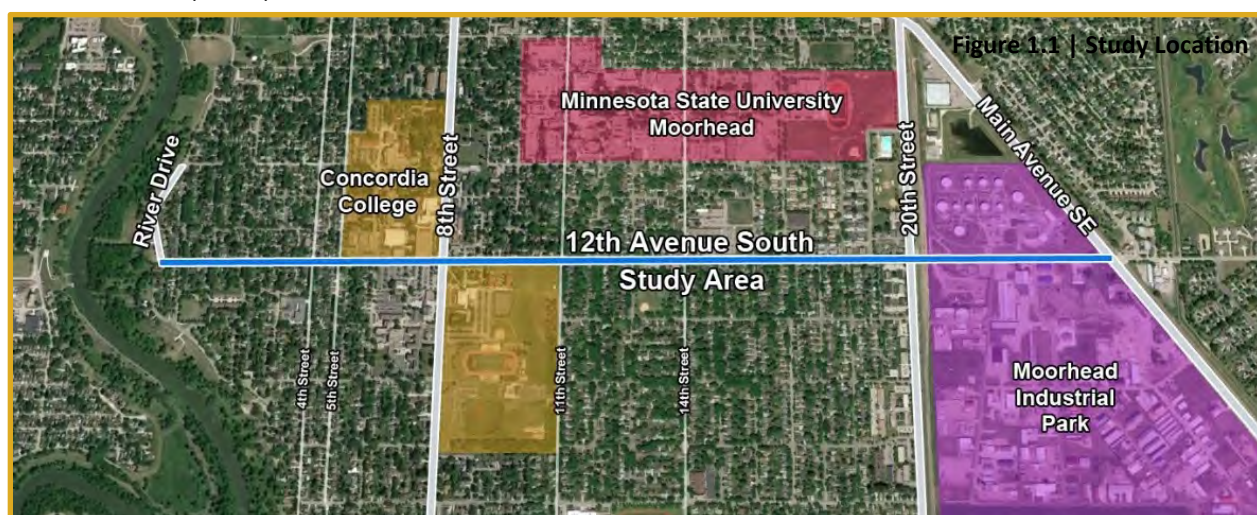 Figure 1.1 | Study Location
Minnesota State University
Moorhead
Main Avenue SE
River Drive
Concordia
College
8th Street
20th Street
12th Avenue South
Study Area
4th Street
5th Street
11th Street
14th Street
Moorhead
Industrial
Park